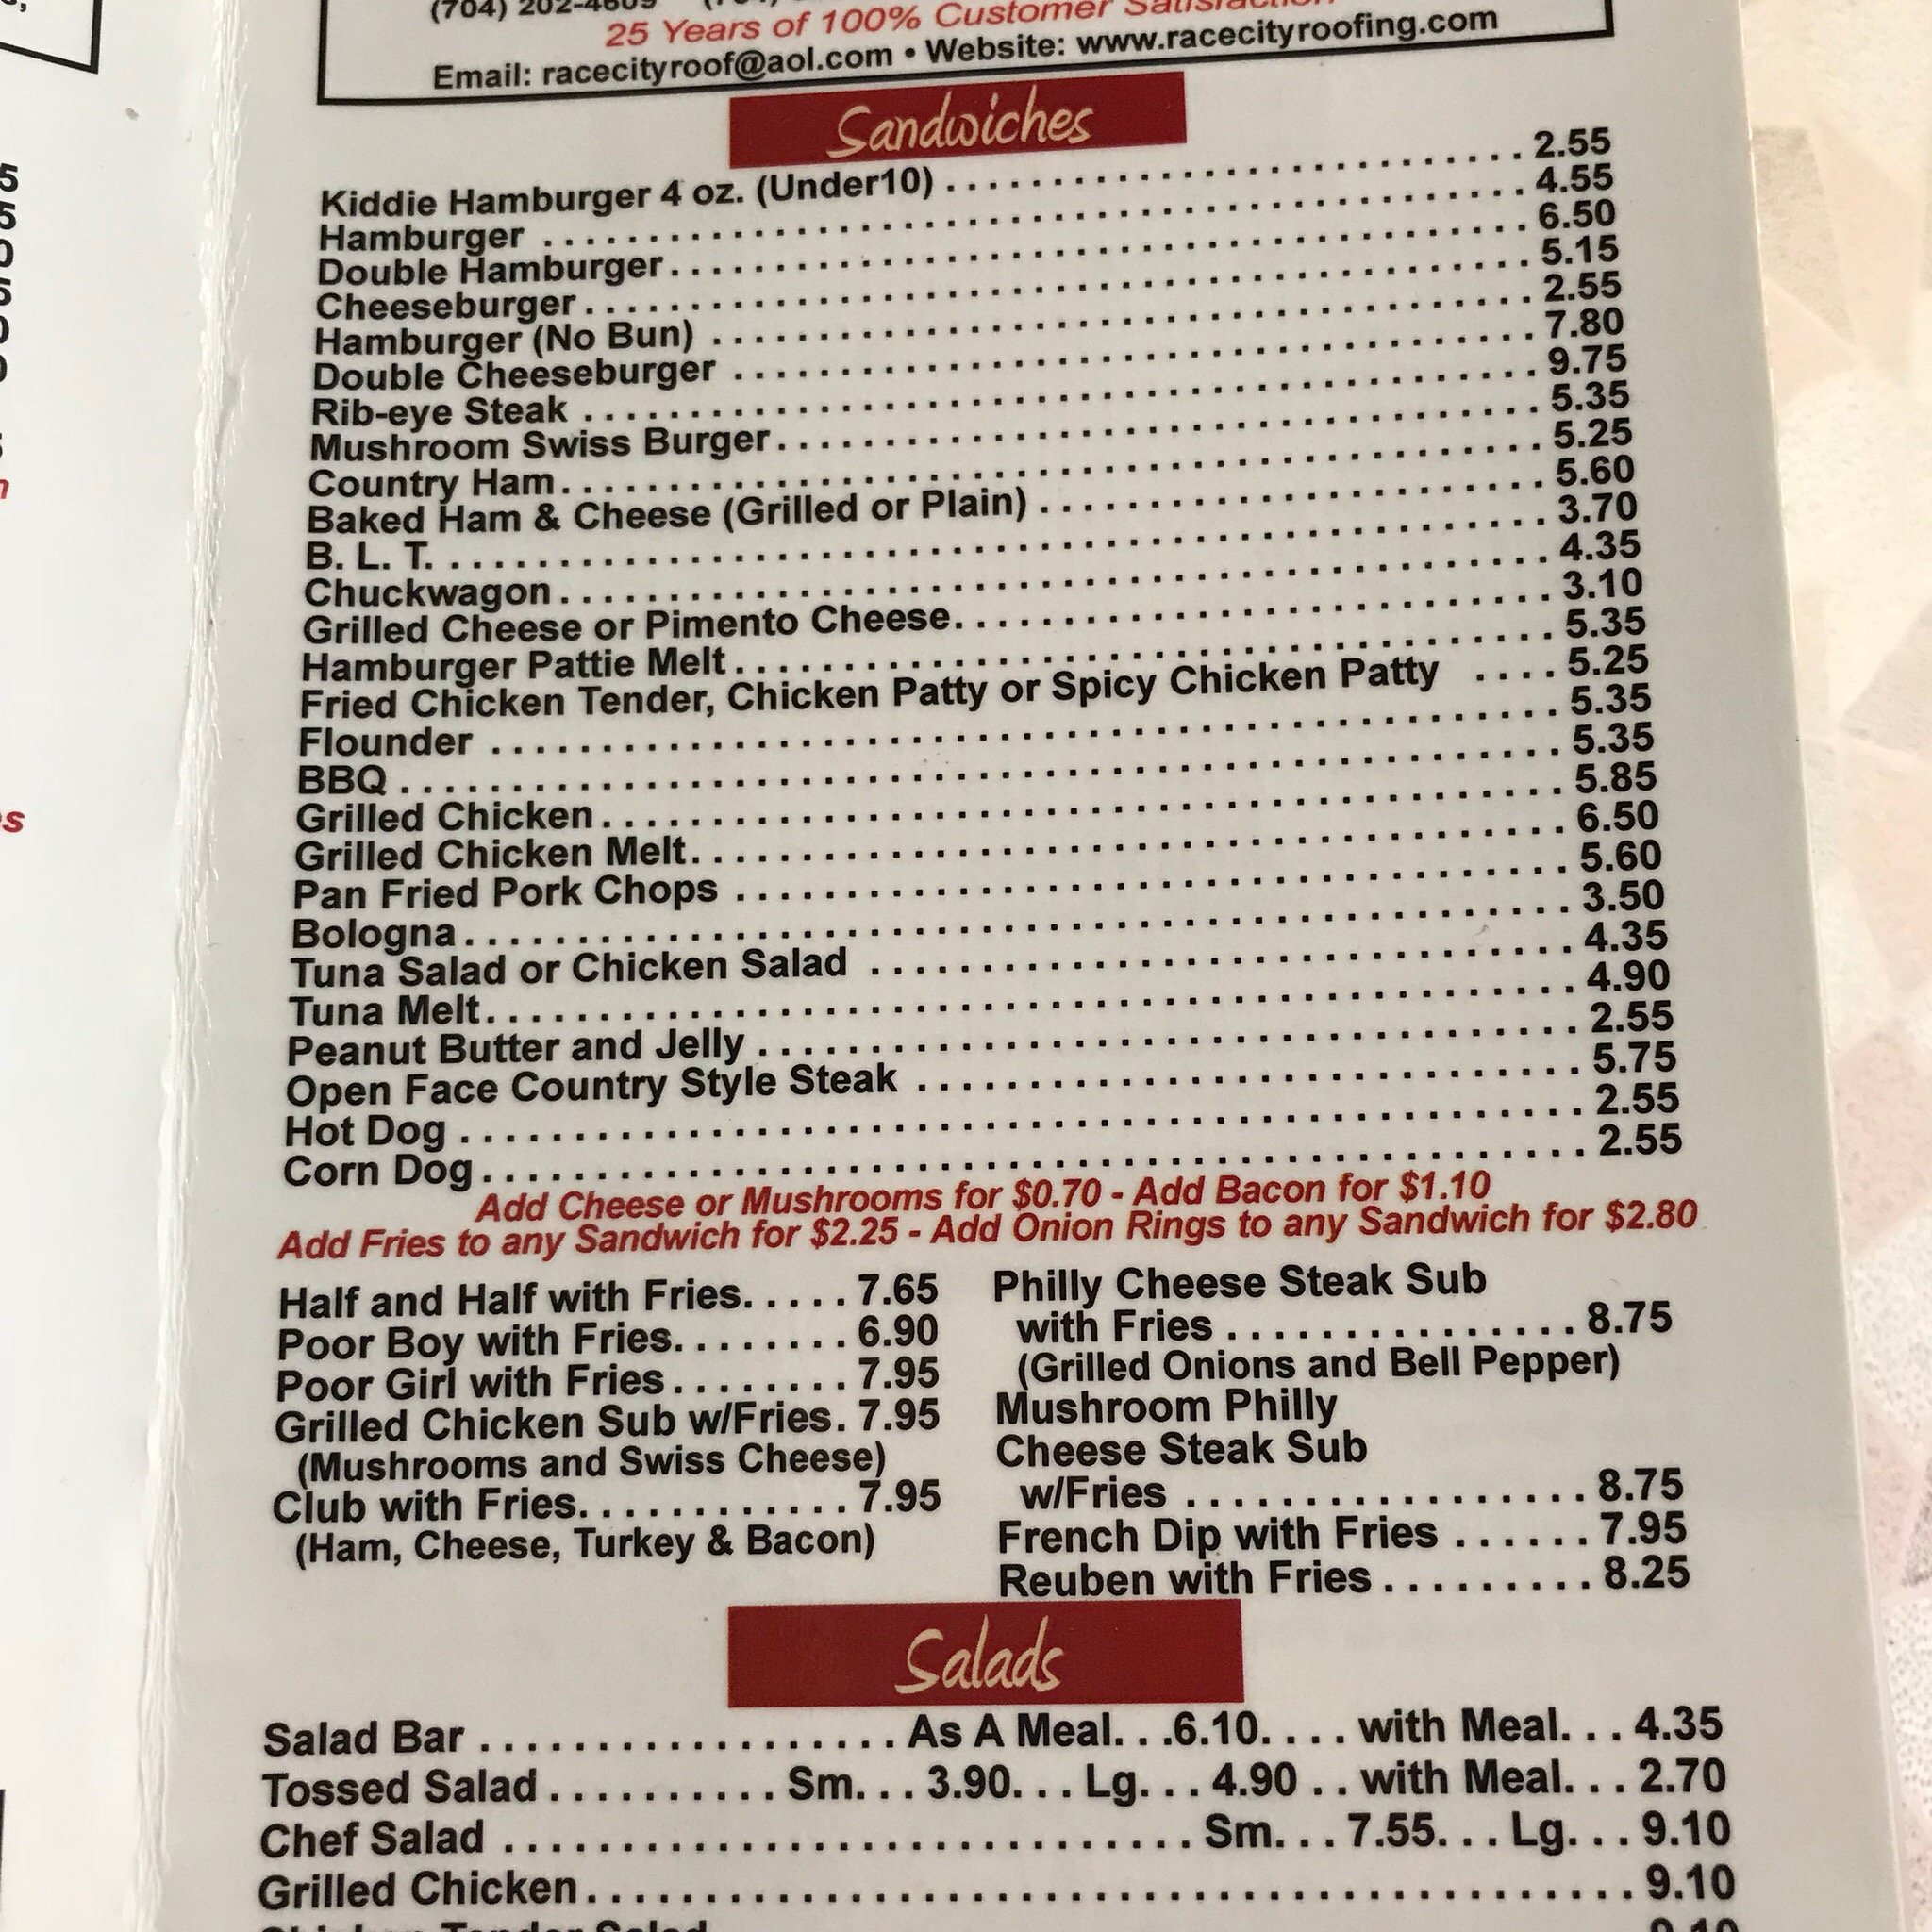 (704) 202-4609
25 Years of 100% Customer Satisfaction
Email: racecityroof@aol.com • Website: www.racecityroofing.com
Sandwiches
Kiddie Hamburger 4 oz. (Under10) 2.55
Hamburger 4.55
Double Hamburger 6.50
Cheeseburger 5.15
Hamburger (No Bun) 2.55
Double Cheeseburger 7.80
Rib-eye Steak 9.75
Mushroom Swiss Burger 5.35
Country Ham 5.25
Baked Ham & Cheese (Grilled or Plain) 5.60
B. L. T. 3.70
Chuckwagon 4.35
Grilled Cheese or Pimento Cheese 3.10
Hamburger Pattie Melt 5.35
Fried Chicken Tender, Chicken Patty or Spicy Chicken Patty 5.25
Flounder 5.35
BBQ 5.35
Grilled Chicken 5.85
Grilled Chicken Melt 6.50
Pan Fried Pork Chops 5.60
Bologna 3.50
Tuna Salad or Chicken Salad 4.35
Tuna Melt 4.90
Peanut Butter and Jelly 2.55
Open Face Country Style Steak 5.75
Hot Dog 2.55
Corn Dog 2.55
Add Cheese or Mushrooms for $0.70 - Add Bacon for $1.10
Add Fries to any Sandwich for $2.25 - Add Onion Rings to any Sandwich for $2.80
Half and Half with Fries 7.65
Poor Boy with Fries 6.90
Poor Girl with Fries 7.95
Grilled Chicken Sub w/Fries. 7.95
(Mushrooms and Swiss Cheese)
Club with Fries 7.95
(Ham, Cheese, Turkey & Bacon)
Philly Cheese Steak Sub
with Fries 8.75
(Grilled Onions and Bell Pepper)
Mushroom Philly
Cheese Steak Sub
w/Fries 8.75
French Dip with Fries 7.95
Reuben with Fries 8.25
Salads
Salad Bar As A Meal 6.10 with Meal 4.35
Tossed Salad Sm 3.90 Lg 4.90 with Meal 2.70
Chef Salad Sm 7.55 Lg 9.10
Grilled Chicken 9.10